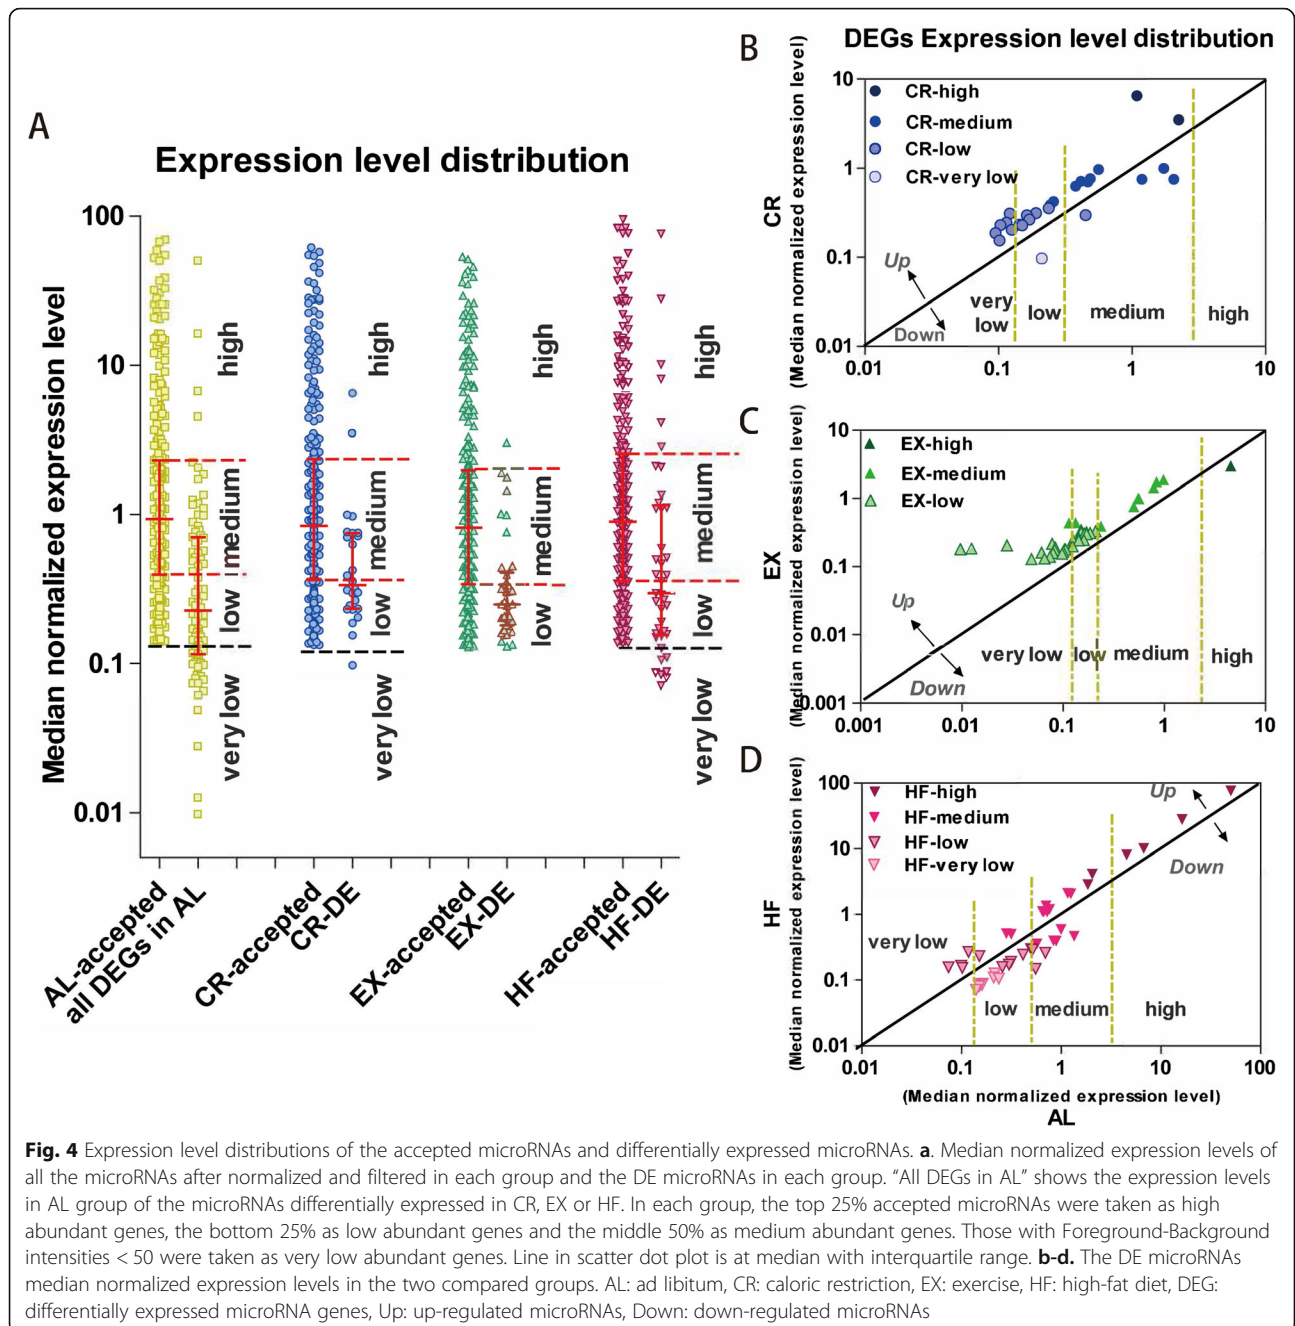 A
Expression level distribution
Median normalized expression level
100
10
1
0.1
0.01
high
medium
low
very low
high
medium
low
very low
high
medium
low
high
medium
low
very low
AL-accepted
all DEGs in AL
CR-accepted
CR-DE
EX-accepted
EX-DE
HF-accepted
HF-DE
B
DEGs Expression level distribution
CR
(Median normalized expression level)
10
1
0.1
0.01
CR-high
CR-medium
CR-low
CR-very low
Up
Down
very
low
low
medium
high
0.01
0.1
1
10
C
EX
(Median normalized expression level)
10
1
0.1
0.01
0.001
EX-high
EX-medium
EX-low
Up
Down
very low
low
medium
high
0.001
0.01
0.1
1
10
D
HF
(Median normalized expression level)
100
10
1
0.1
0.01
HF-high
HF-medium
HF-low
HF-very low
Up
Down
very low
low
medium
high
0.01
0.1
1
10
100
(Median normalized expression level)
AL
Fig. 4 Expression level distributions of the accepted microRNAs and differentially expressed microRNAs. a. Median normalized expression levels of
all the microRNAs after normalized and filtered in each group and the DE microRNAs in each group. “All DEGs in AL” shows the expression levels
in AL group of the microRNAs differentially expressed in CR, EX or HF. In each group, the top 25% accepted microRNAs were taken as high
abundant genes, the bottom 25% as low abundant genes and the middle 50% as medium abundant genes. Those with Foreground-Background
intensities < 50 were taken as very low abundant genes. Line in scatter dot plot is at median with interquartile range. b-d. The DE microRNAs
median normalized expression levels in the two compared groups. AL: ad libitum, CR: caloric restriction, EX: exercise, HF: high-fat diet, DEG:
differentially expressed microRNA genes, Up: up-regulated microRNAs, Down: down-regulated microRNAs